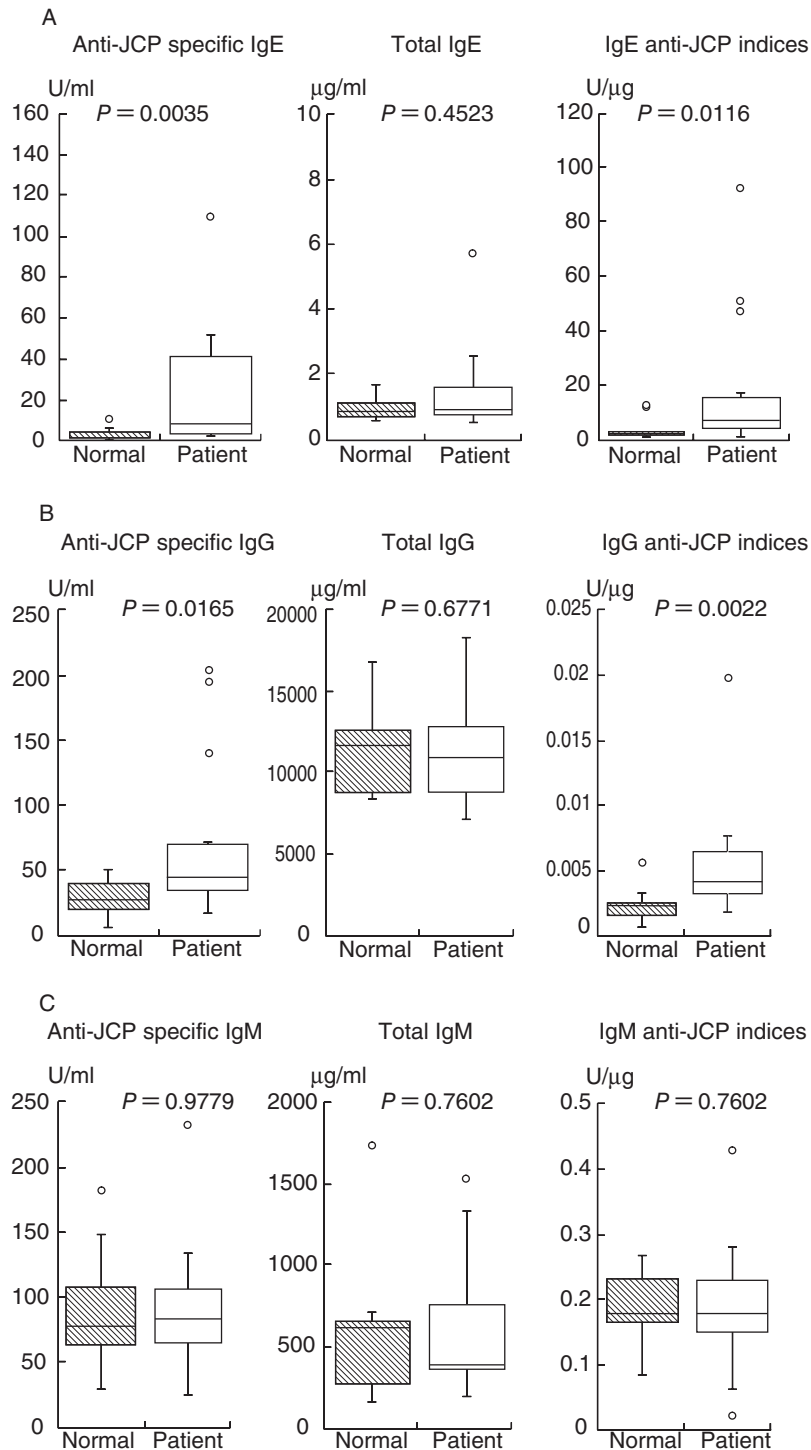 A
Anti-JCP specific IgE
Total IgE
IgE anti-JCP indices
U/ml
P = 0.0035
160
140
120
100
80
60
40
20
0
Normal Patient
μg/ml
P = 0.4523
10
8
6
4
2
0
Normal Patient
U/μg
P = 0.0116
120
100
80
60
40
20
0
Normal Patient
B
Anti-JCP specific IgG
Total IgG
IgG anti-JCP indices
U/ml
P = 0.0165
250
200
150
100
50
0
Normal Patient
μg/ml
P = 0.6771
20000
15000
10000
5000
0
Normal Patient
U/μg
P = 0.0022
0.025
0.02
0.015
0.01
0.005
0
Normal Patient
C
Anti-JCP specific IgM
Total IgM
IgM anti-JCP indices
U/ml
P = 0.9779
250
200
150
100
50
0
Normal Patient
μg/ml
P = 0.7602
2000
1500
1000
500
0
Normal Patient
U/μg
P = 0.7602
0.5
0.4
0.3
0.2
0.1
0
Normal Patient